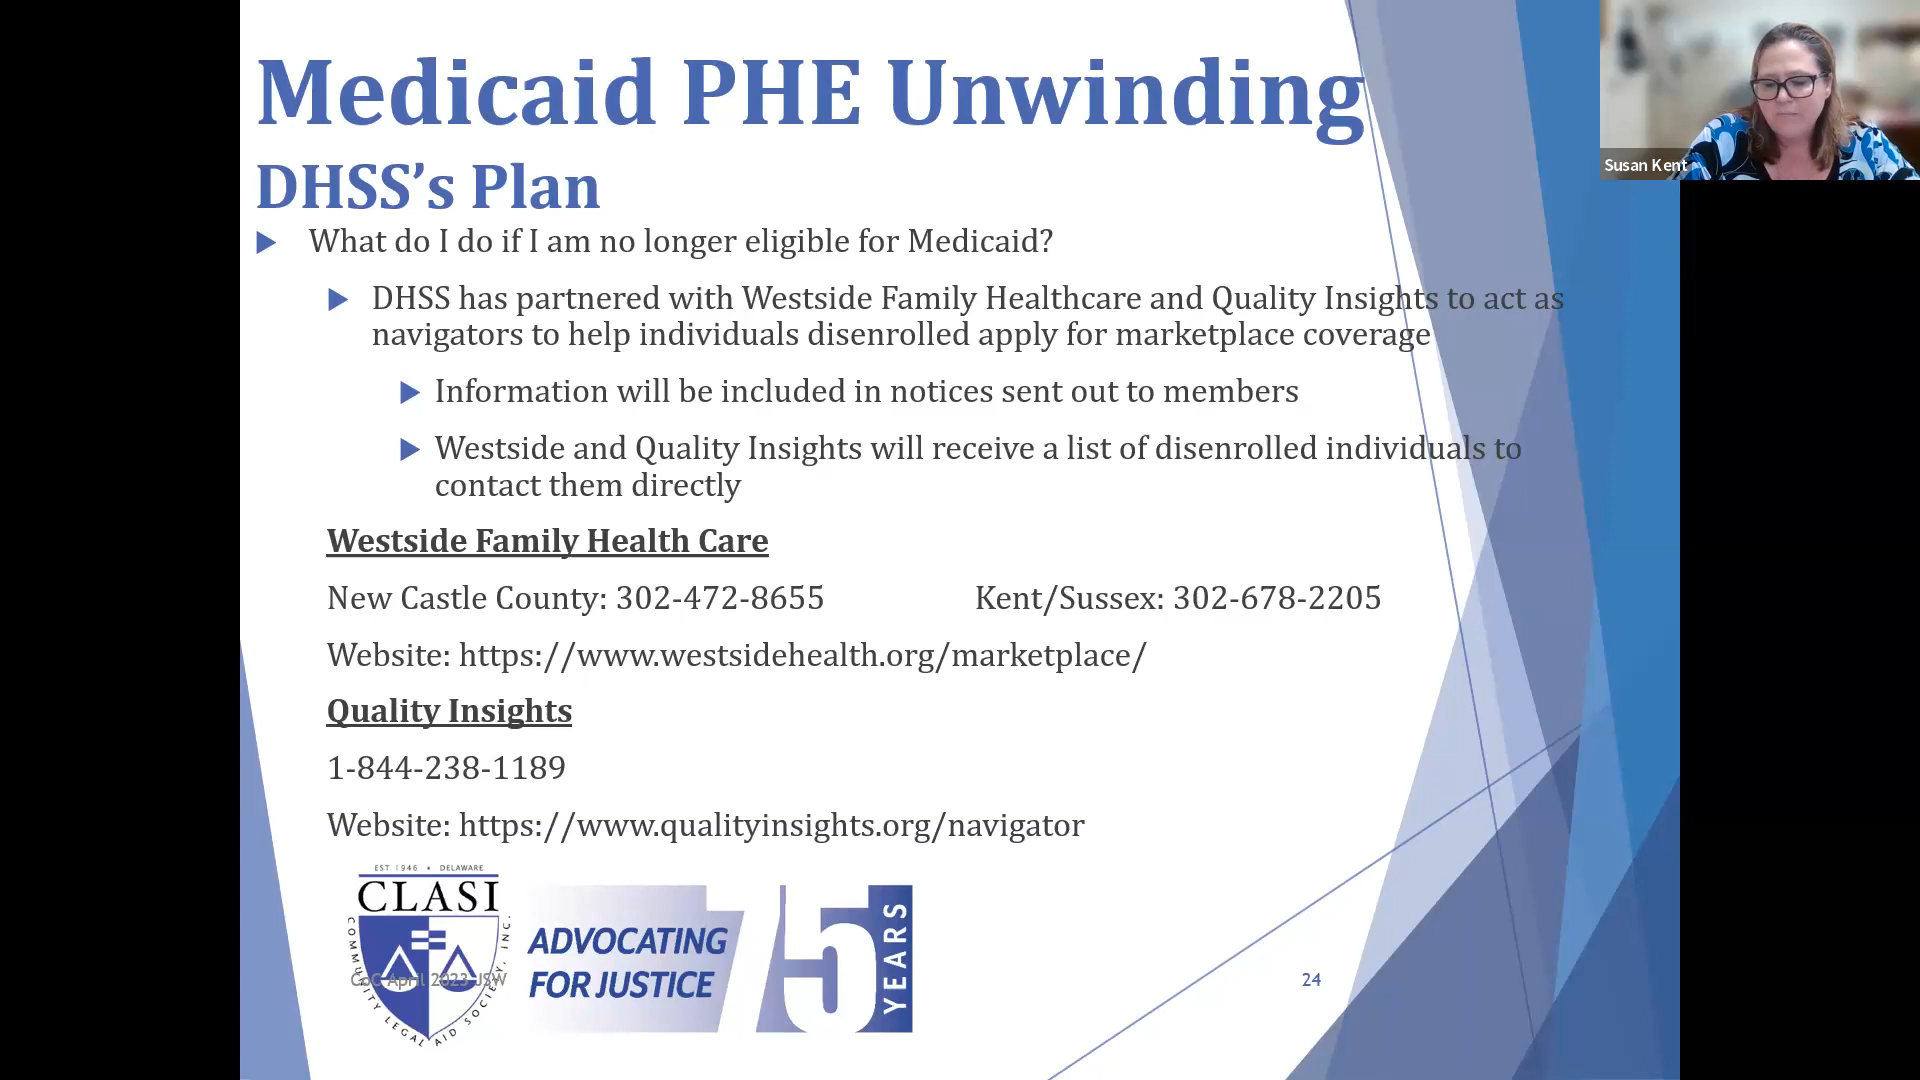 Medicaid PHE Unwinding
DHSS’s Plan
What do I do if I am no longer eligible for Medicaid?
DHSS has partnered with Westside Family Healthcare and Quality Insights to act as
navigators to help individuals disenrolled apply for marketplace coverage
Information will be included in notices sent out to members
Westside and Quality Insights will receive a list of disenrolled individuals to
contact them directly
Westside Family Health Care
New Castle County: 302-472-8655 Kent/Sussex: 302-678-2205
Website: https://www.westsidehealth.org/marketplace/
Quality Insights
1-844-238-1189
Website: https://www.qualityinsights.org/navigator
EST 1946 • DELAWARE
CLASI
COMMUNITY LEGAL AID SOCIETY, INC.
CoC April 2023 JSW
ADVOCATING
FOR JUSTICE
75
YEARS
24
Susan Kent